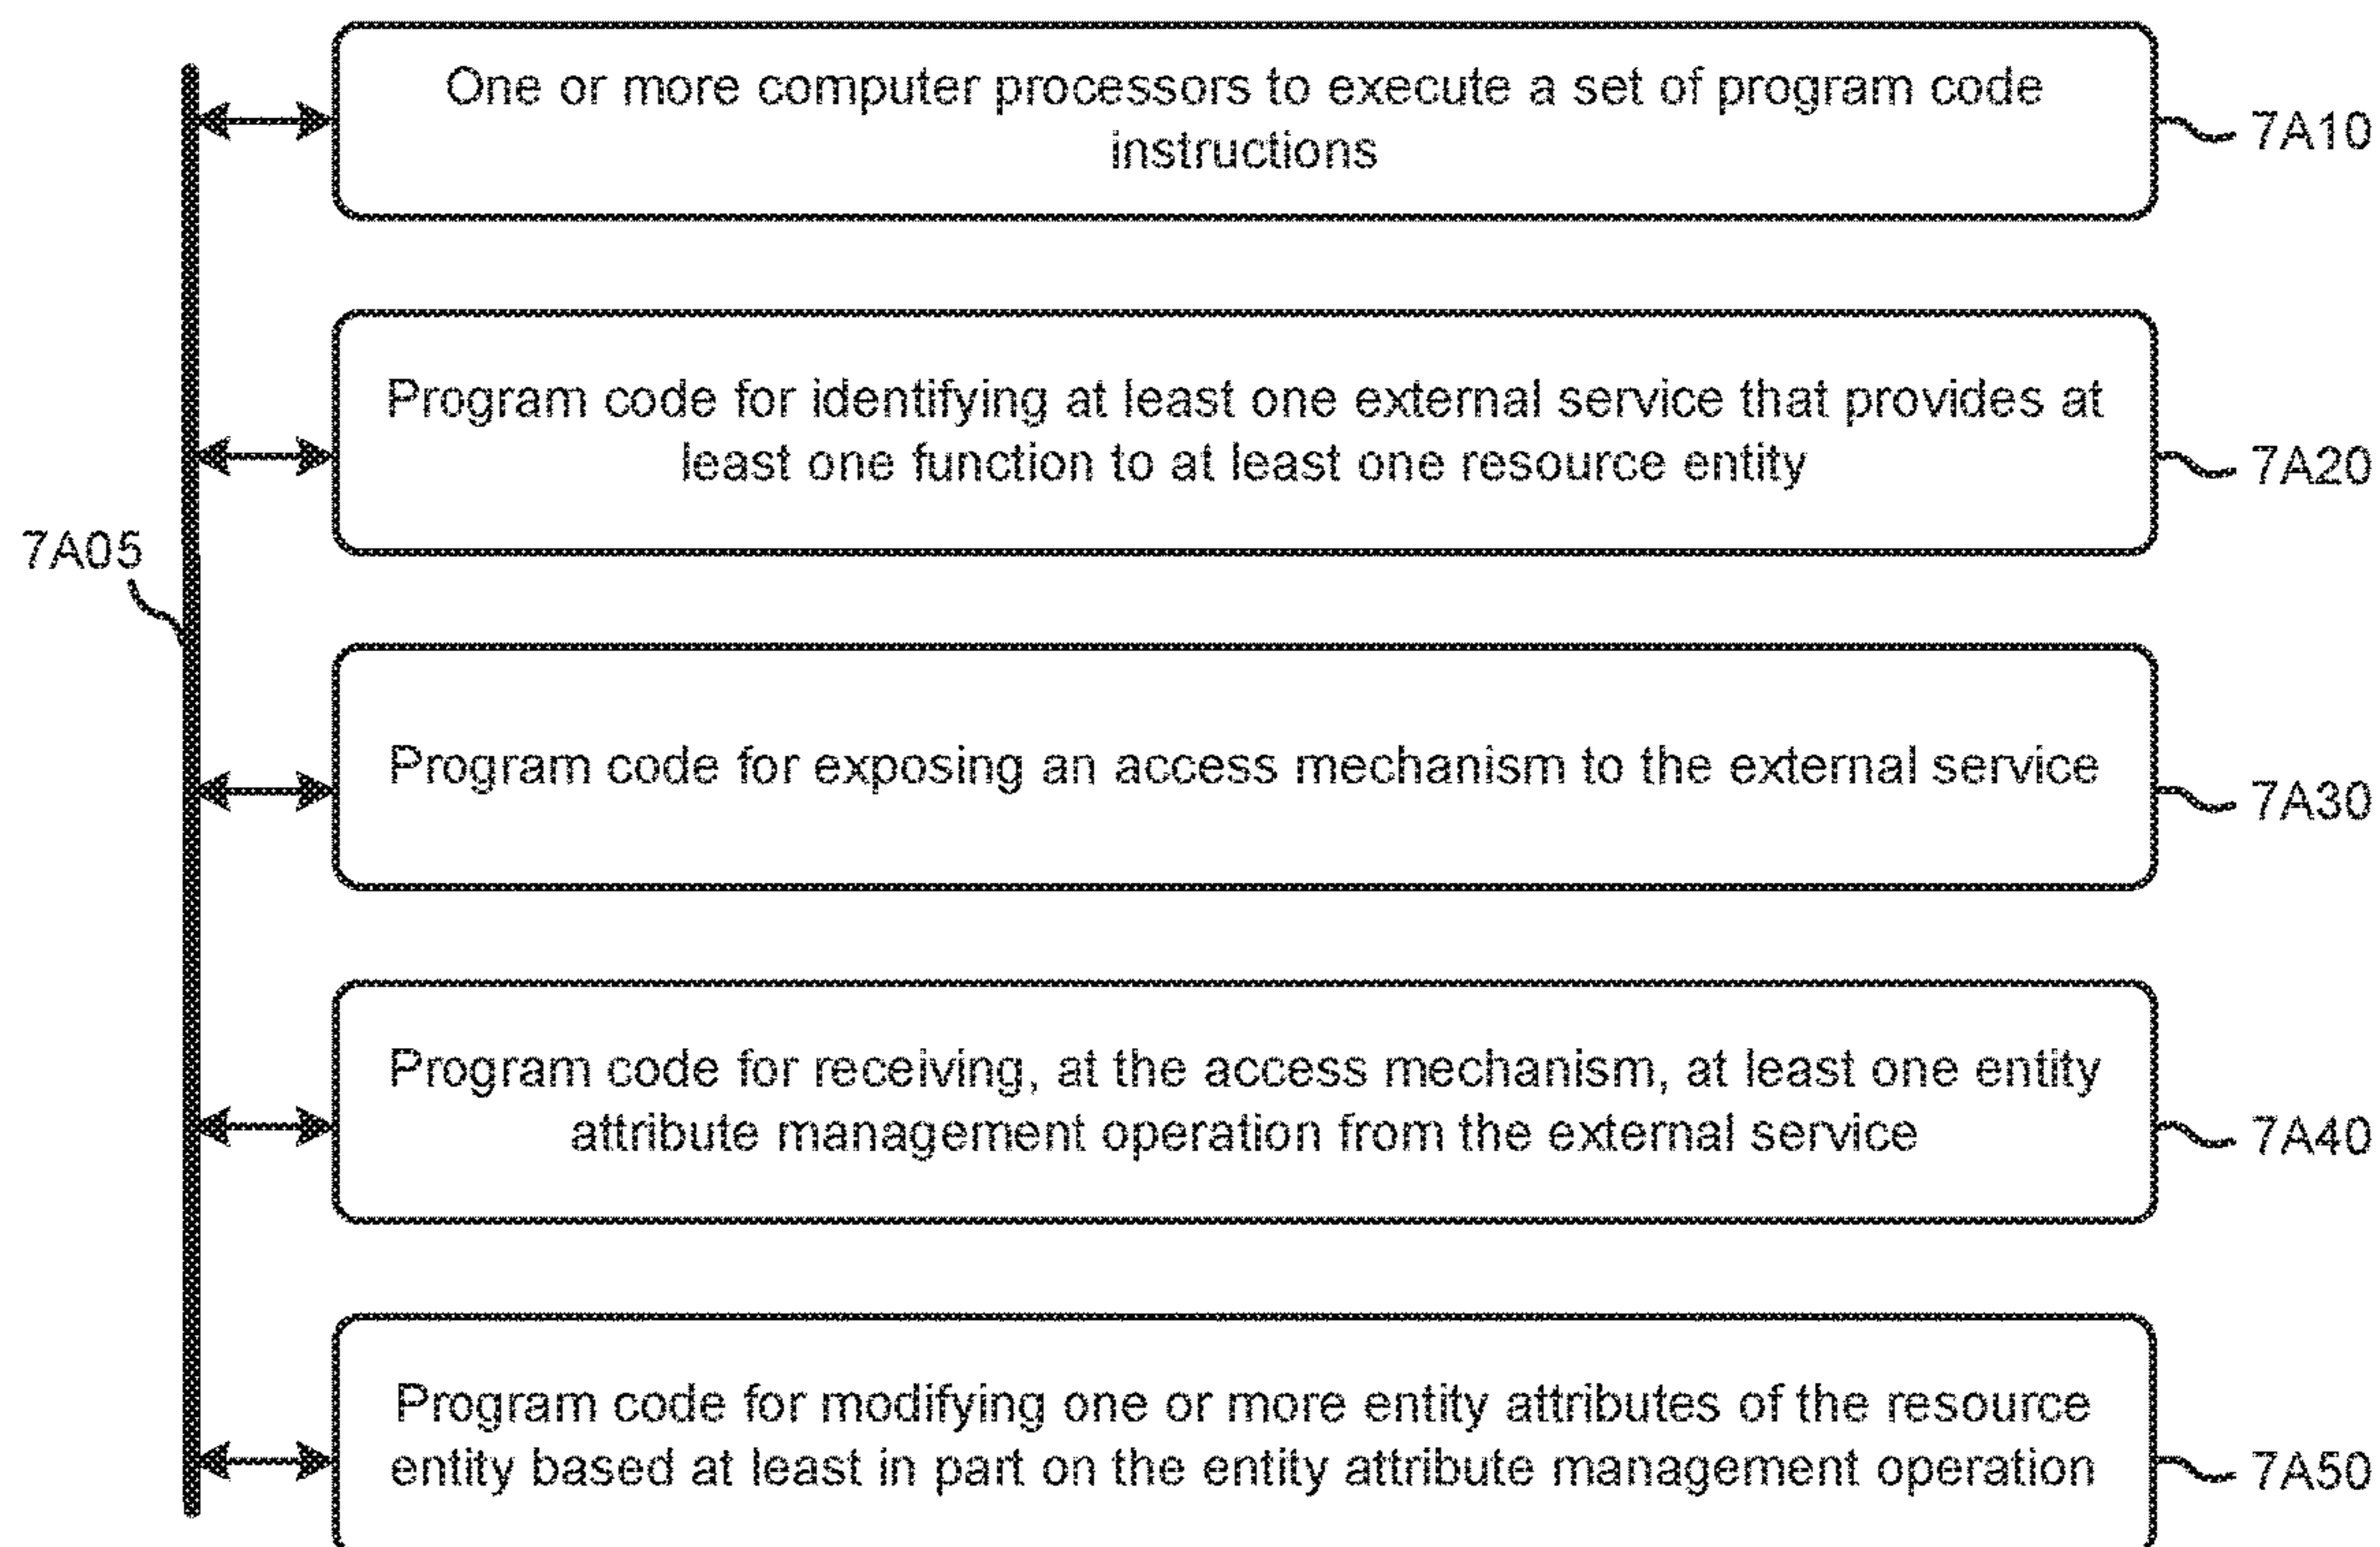 One or more computer processors to execute a set of program code
instructions
7A10
Program code for identifying at least one external service that provides at
least one function to at least one resource entity
7A20
7A05
Program code for exposing an access mechanism to the external service
7A30
Program code for receiving, at the access mechanism, at least one entity
attribute management operation from the external service
7A40
Program code for modifying one or more entity attributes of the resource
entity based at least in part on the entity attribute management operation
7A50